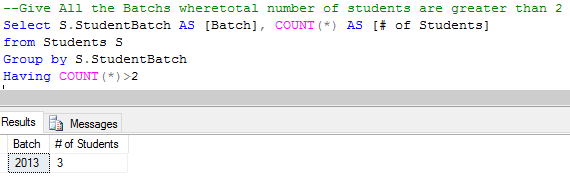 --Give All the Batchs wheretotal number of students are greater than 2
Select S.StudentBatch AS [Batch], COUNT(*) AS [# of Students]
from Students S
Group by S.StudentBatch
Having COUNT(*)>2
Results Messages
Batch # of Students
2013 3